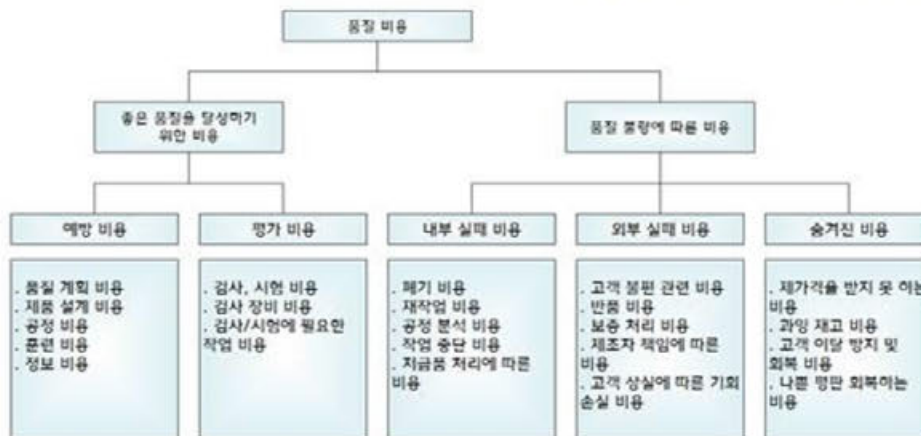 품질 비용
좋은 품질을 달성하기
위한 비용
품질 불량에 따른 비용
예방 비용
평가 비용
내부 실패 비용
외부 실패 비용
숨겨진 비용
. 품질 계획 비용
. 제품 설계 비용
. 공정 비용
. 훈련 비용
. 정보 비용
. 검사, 시험 비용
. 검사 장비 비용
. 검사/시험에 필요한
작업 비용
. 폐기 비용
. 재작업 비용
. 공정 분석 비용
. 작업 중단 비용
. 저급품 처리에 따른
비용
. 고객 불편 관련 비용
. 반품 비용
. 보증 처리 비용
. 제조자 책임에 따른
비용
. 고객 상실에 따른 기회
손실 비용
. 제가격을 받지 못 하는
비용
. 과잉 재고 비용
. 고객 이탈 방지 및
회복 비용
. 나쁜 평판 회복하는
비용